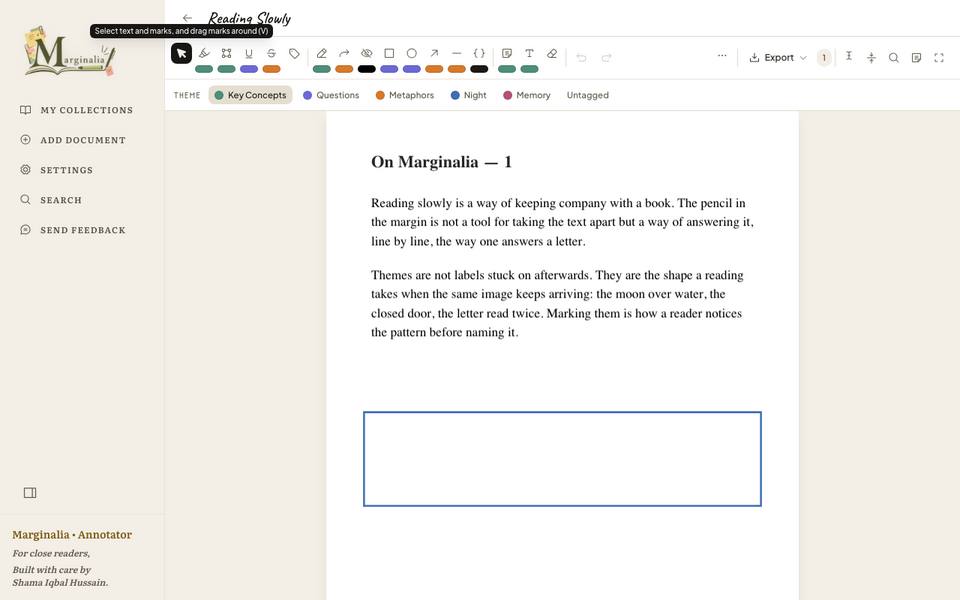 Marginalia
MY COLLECTIONS
ADD DOCUMENT
SETTINGS
SEARCH
SEND FEEDBACK
Marginalia • Annotator
For close readers,
Built with care by
Shama Iqbal Hussain.
Reading Slowly
Select text and marks, and drag marks around (V)
Export
1
THEME
Key Concepts
Questions
Metaphors
Night
Memory
Untagged
On Marginalia — 1
Reading slowly is a way of keeping company with a book. The pencil in
the margin is not a tool for taking the text apart but a way of answering it,
line by line, the way one answers a letter.
Themes are not labels stuck on afterwards. They are the shape a reading
takes when the same image keeps arriving: the moon over water, the
closed door, the letter read twice. Marking them is how a reader notices
the pattern before naming it.